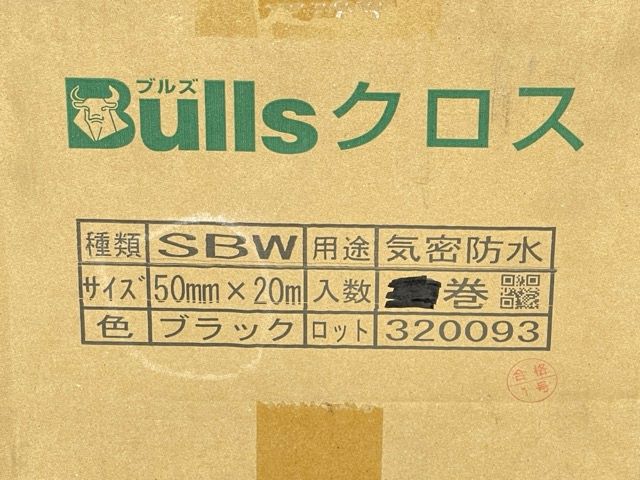 ブルズ
Bullsクロス
種類 SBW 用途 気密防水
サイズ 50mm×20m 入数 巻
色 ブラック ロット 320093
合格
1号